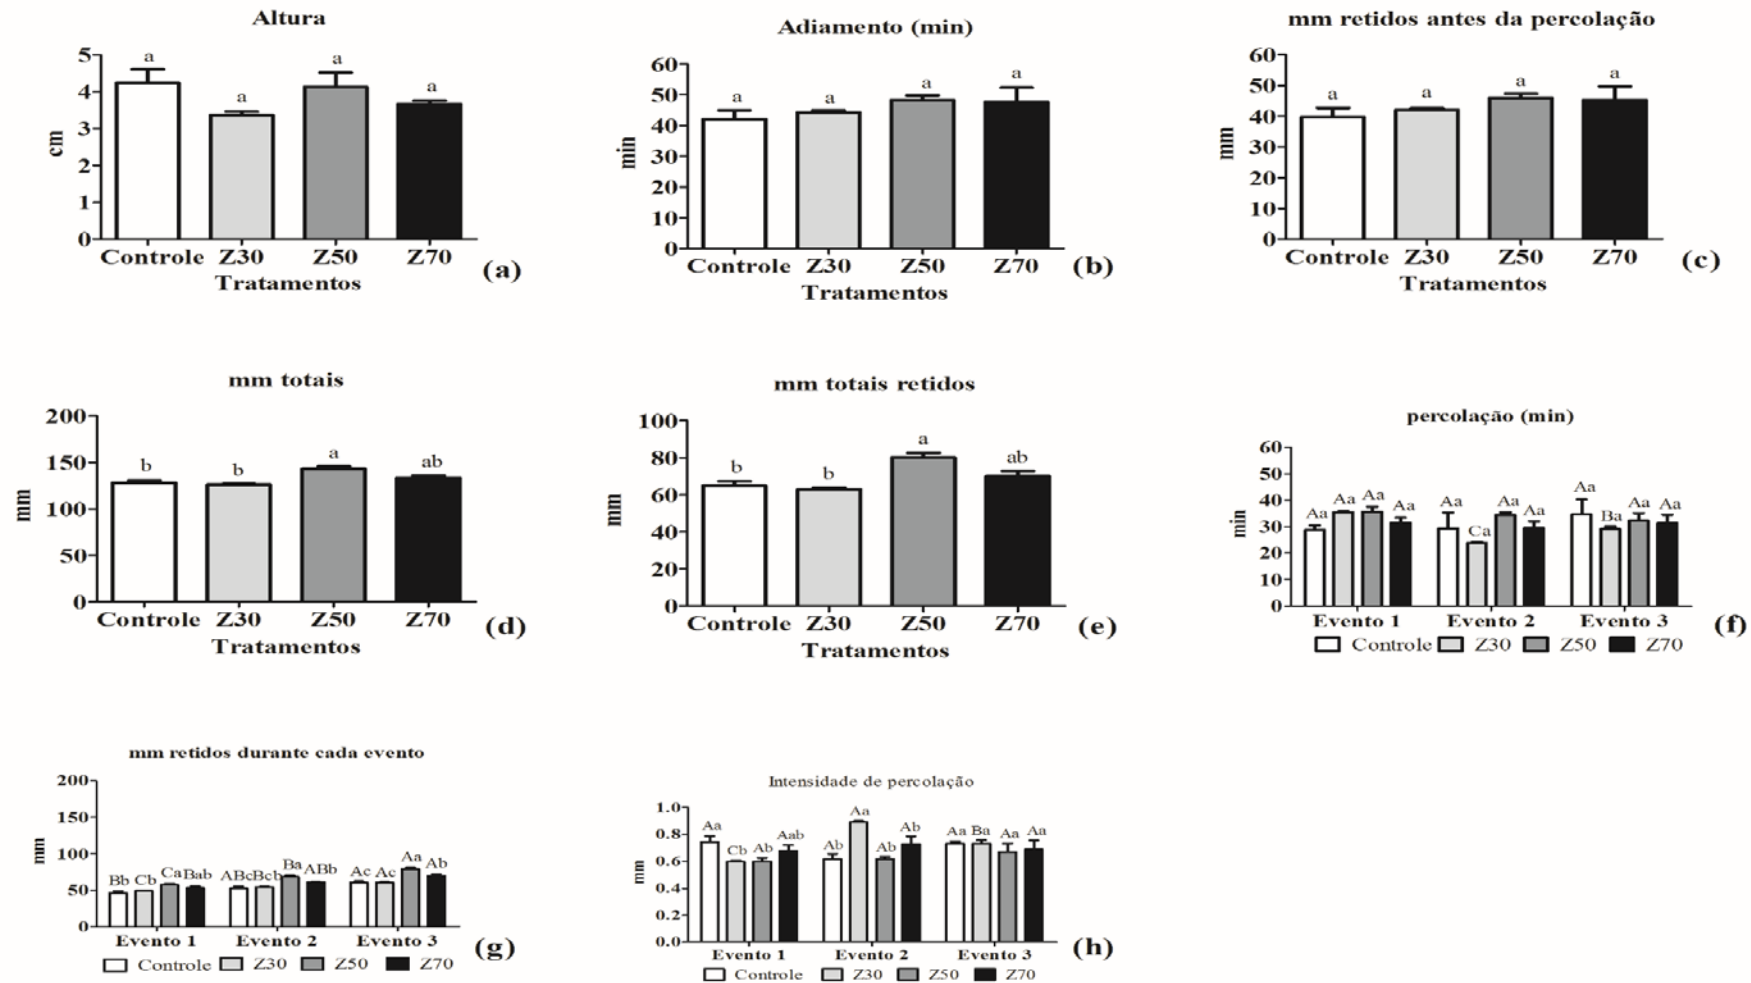 Altura
5
4
3
2
1
0
cm
a
a
a
a
Controle Z30 Z50 Z70
Tratamentos
(a)
Adiamento (min)
60
50
40
30
20
10
0
min
a
a
a
a
Controle Z30 Z50 Z70
Tratamentos
(b)
mm retidos antes da percolação
60
50
40
30
20
10
0
mm
a
a
a
a
Controle Z30 Z50 Z70
Tratamentos
(c)
mm totais
200
150
100
50
0
mm
b
b
a
ab
Controle Z30 Z50 Z70
Tratamentos
(d)
mm totais retidos
100
80
60
40
20
0
mm
b
b
a
ab
Controle Z30 Z50 Z70
Tratamentos
(e)
percolação (min)
60
50
40
30
20
10
0
min
Aa Aa Aa Aa
Aa Ca Aa Aa
Aa Ba Aa Aa
Evento 1 Evento 2 Evento 3
Controle Z30 Z50 Z70
(f)
mm retidos durante cada evento
200
150
100
50
0
mm
Bb Cb Ca Bab
ABc Bcb Ba ABb
Ac Ac Aa Ab
Evento 1 Evento 2 Evento 3
Controle Z30 Z50 Z70
(g)
Intensidade de percolação
1.0
0.8
0.6
0.4
0.2
0.0
mm
Aa Cb Ab Aab
Ab Aa Ab Ab
Aa Ba Aa Aa
Evento 1 Evento 2 Evento 3
Controle Z30 Z50 Z70
(h)